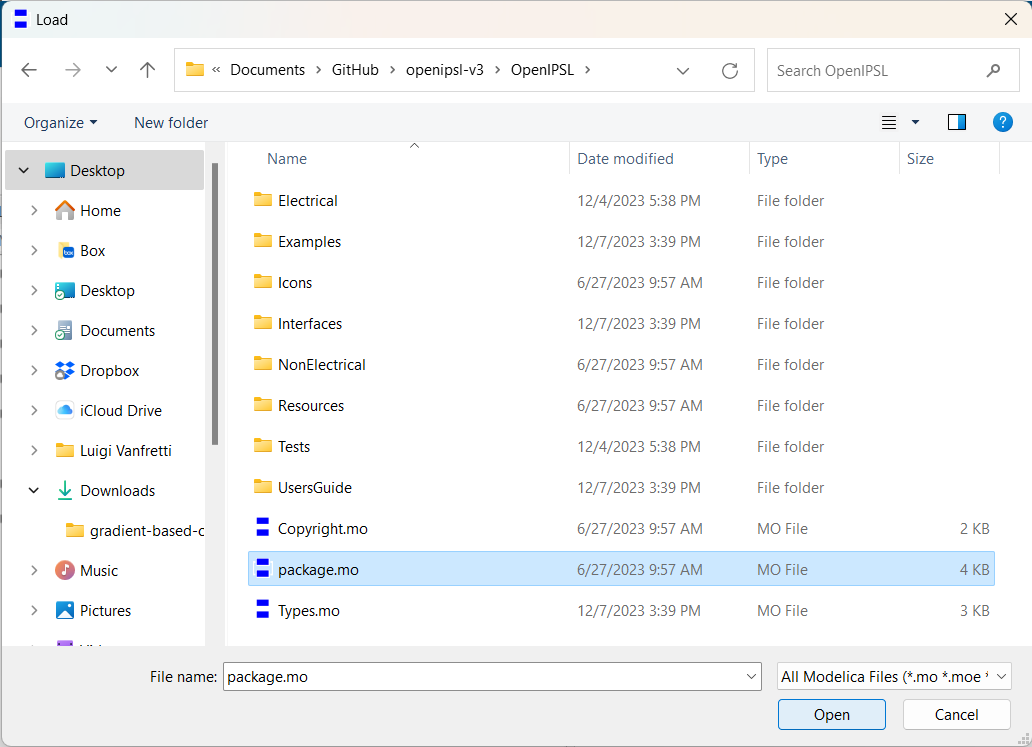 Load
« Documents > GitHub > openipsl-v3 > OpenIPSL >
Search OpenIPSL
Organize New folder
?
Name Date modified Type Size
Desktop
Home
Box
Desktop
Documents
Dropbox
iCloud Drive
Luigi Vanfretti
Downloads
gradient-based-c
Music
Pictures
Electrical 12/4/2023 5:38 PM File folder
Examples 12/7/2023 3:39 PM File folder
Icons 6/27/2023 9:57 AM File folder
Interfaces 12/7/2023 3:39 PM File folder
NonElectrical 6/27/2023 9:57 AM File folder
Resources 6/27/2023 9:57 AM File folder
Tests 12/4/2023 5:38 PM File folder
UsersGuide 12/7/2023 3:39 PM File folder
Copyright.mo 6/27/2023 9:57 AM MO File 2 KB
package.mo 6/27/2023 9:57 AM MO File 4 KB
Types.mo 12/7/2023 3:39 PM MO File 3 KB
File name: package.mo All Modelica Files (*.mo *.moe *
Open Cancel